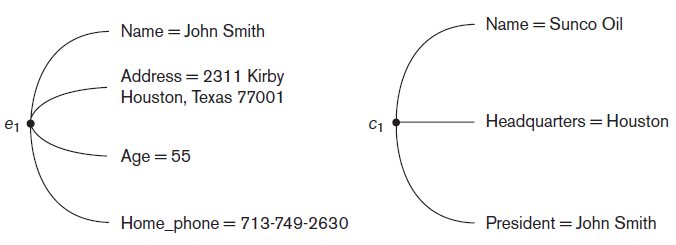 e1
Name = John Smith
Address = 2311 Kirby
Houston, Texas 77001
Age = 55
Home_phone = 713-749-2630
c1
Name = Sunco Oil
Headquarters = Houston
President = John Smith